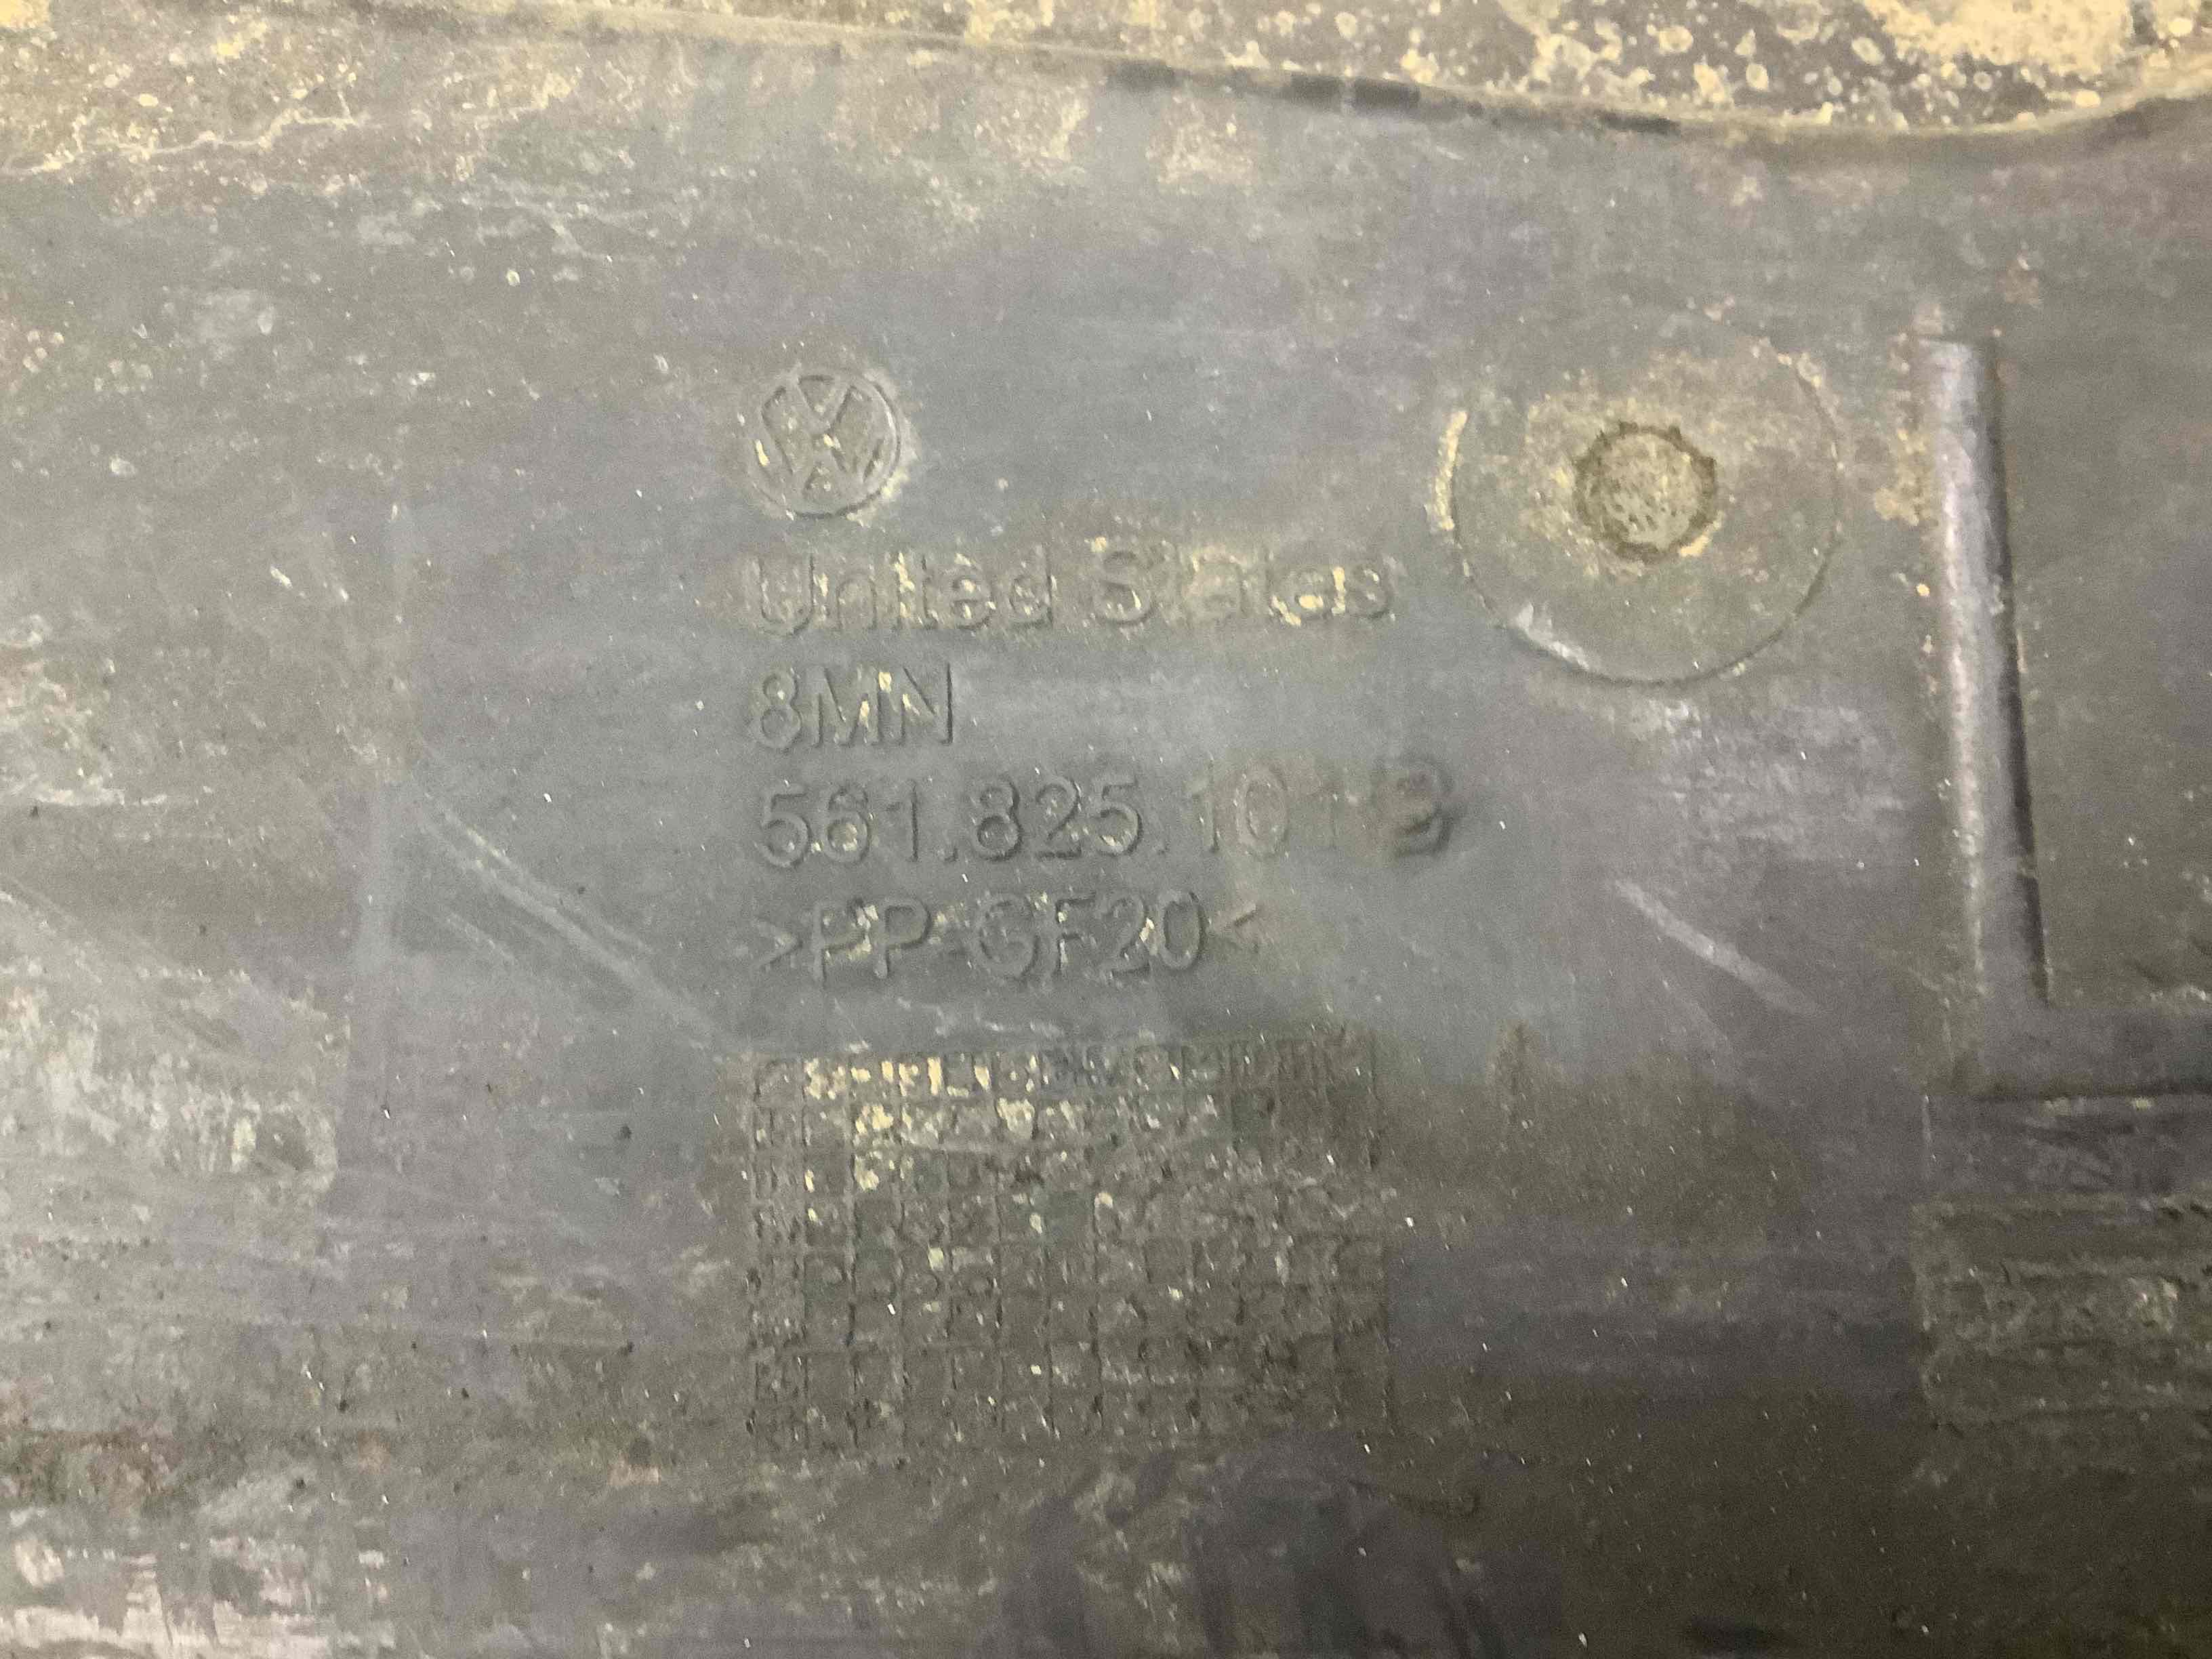 United States
8MN
561.825.101
>PP-GF20<